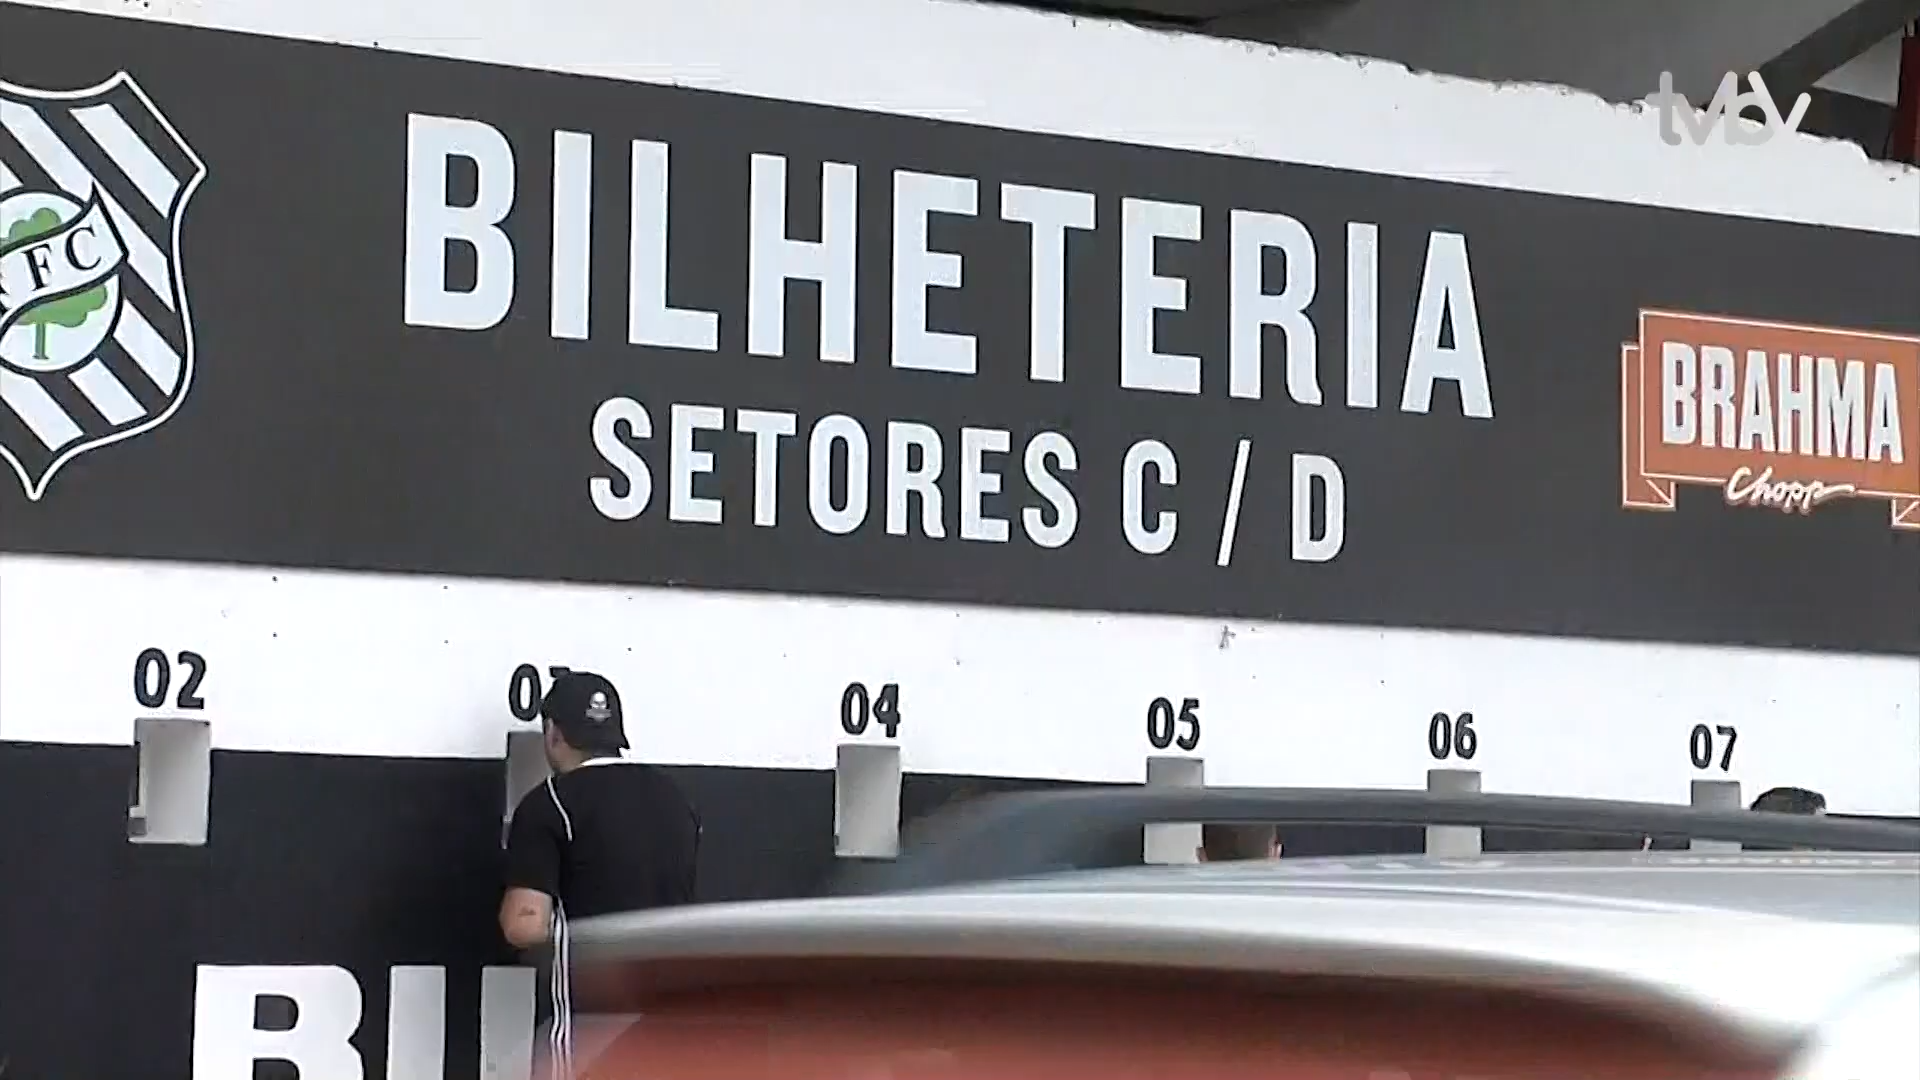 tvbv
BILHETERIA
SETORES C / D
FC
BRAHMA
Chopp
02
04
05
06
07